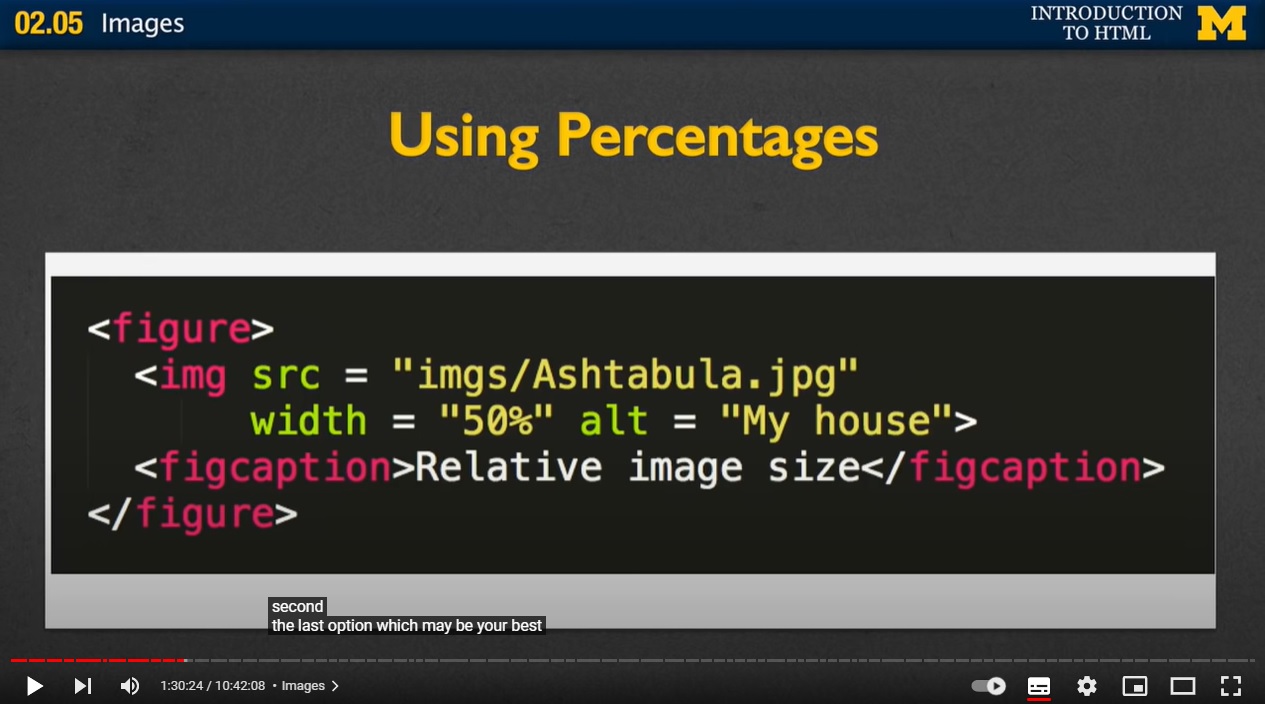 02.05 Images
INTRODUCTION
TO HTML
M
Using Percentages
<figure>
<img src = "imgs/Ashtabula.jpg"
width = "50%" alt = "My house">
<figcaption>Relative image size</figcaption>
</figure>
second
the last option which may be your best
1:30:24 / 10:42:08 • Images >